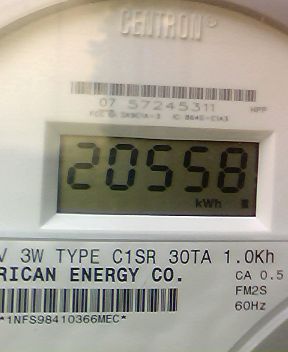 CENTRON®
07 57245311 HPP
20558
kWh
V 3W TYPE C1SR 30TA 1.0Kh
RICAN ENERGY CO. CA 0.5
FM2S
60Hz
*1NFS98410366MEC*